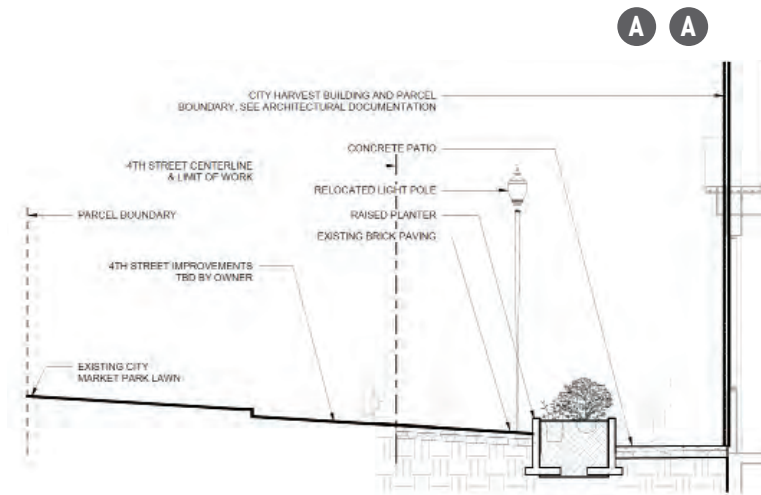 A A
CITY HARVEST BUILDING AND PARCEL
BOUNDARY, SEE ARCHITECTURAL DOCUMENTATION
CONCRETE PATIO
4TH STREET CENTERLINE
& LIMIT OF WORK
RELOCATED LIGHT POLE
PARCEL BOUNDARY
RAISED PLANTER
EXISTING BRICK PAVING
4TH STREET IMPROVEMENTS
TBD BY OWNER
EXISTING CITY
MARKET PARK LAWN